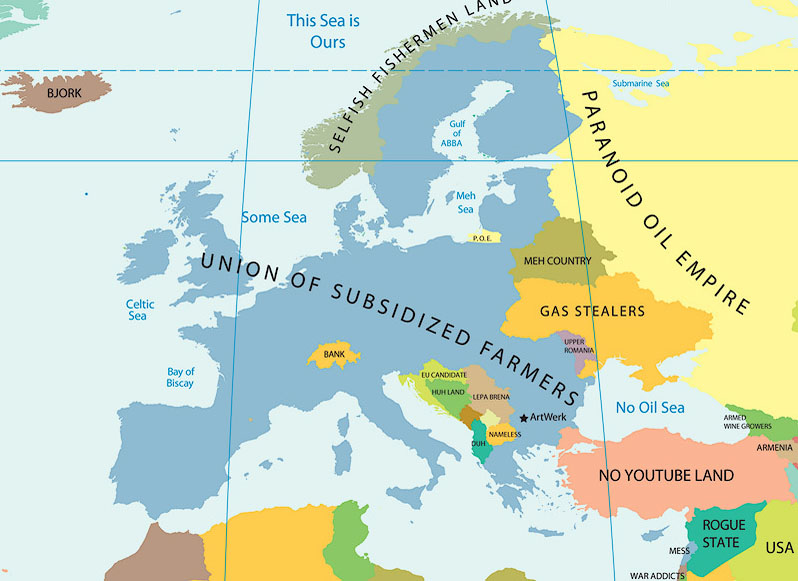 This Sea is
Ours
SELFISH FISHERMEN LAND
BJORK
Submarine Sea
PARANOID OIL EMPIRE
Gulf
of
ABBA
Meh
Sea
Some Sea
P.O.E.
UNION OF SUBSIDIZED FARMERS
MEH COUNTRY
Celtic
Sea
GAS STEALERS
UPPER
ROMANIA
BANK
Bay of
Biscay
EU CANDIDATE
HUH LAND
LEPA BRENA
No Oil Sea
ArtWerk
ARMED
WINE GROWERS
NAMELESS
DUH
ARMENIA
NO YOUTUBE LAND
ROGUE
STATE
MESS
USA
WAR ADDICTS